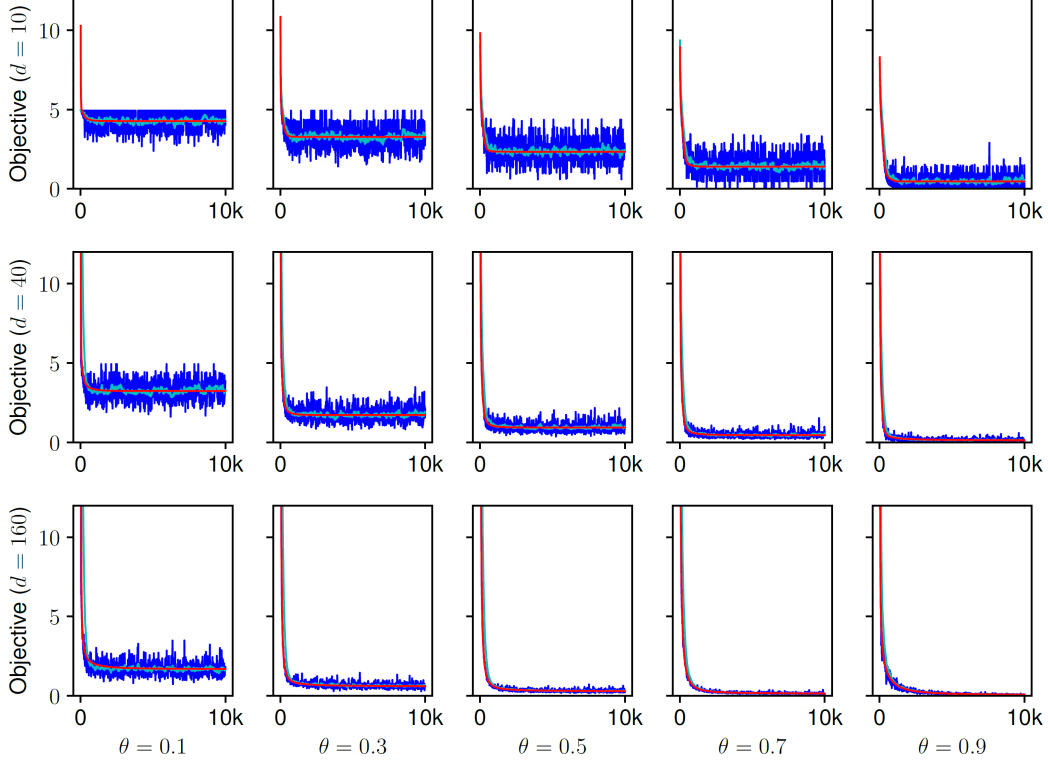 Objective (d = 10)
10
5
0
0 10k 0 10k 0 10k 0 10k 0 10k
Objective (d = 40)
10
5
0
0 10k 0 10k 0 10k 0 10k 0 10k
Objective (d = 160)
10
5
0
0 10k 0 10k 0 10k 0 10k 0 10k
θ = 0.1 θ = 0.3 θ = 0.5 θ = 0.7 θ = 0.9